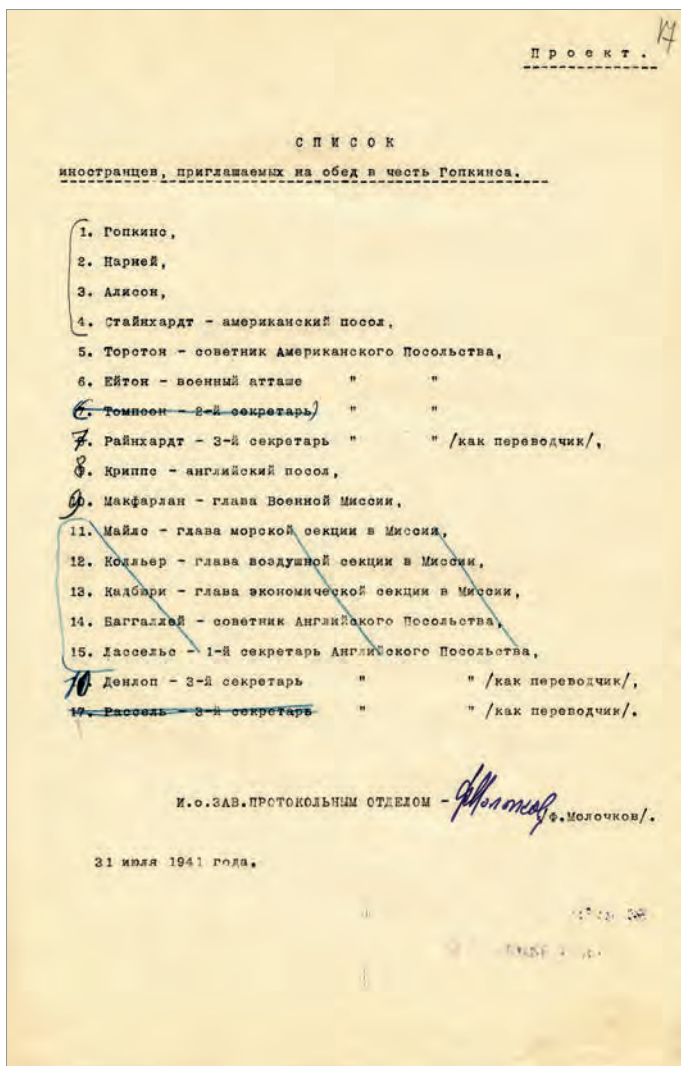 17
Проект.
СПИСОК
иностранцев, приглашаемых на обед в честь Гопкинса.
1. Гопкинс,
2. Нарней,
3. Алисон,
4. Стайнхардт - американский посол,
5. Торстон - советник Американского Посольства,
6. Ейтон - военный атташе " "
Томпсон - 2-й секретарь) " "
7. Райнхардт - 3-й секретарь " " /как переводчик/,
8. Криппс - английский посол,
9. Макфарлан - глава Военной Миссии,
11. Майлс - глава морской секции в Миссии,
12. Колльер - глава воздушной секции в Миссии,
13. Кадбюри - глава экономической секции в Миссии,
14. Баггаллей - советник Английского Посольства,
15. Лассельс - 1-й секретарь Английского Посольства,
10. Денлоп - 3-й секретарь " " /как переводчик/,
17. Рассель - 3-й секретарь " " /как переводчик/.
И.о.ЗАВ.ПРОТОКОЛЬНЫМ ОТДЕЛОМ - ФМолочков /Ф.Молочков/.
31 июля 1941 года.